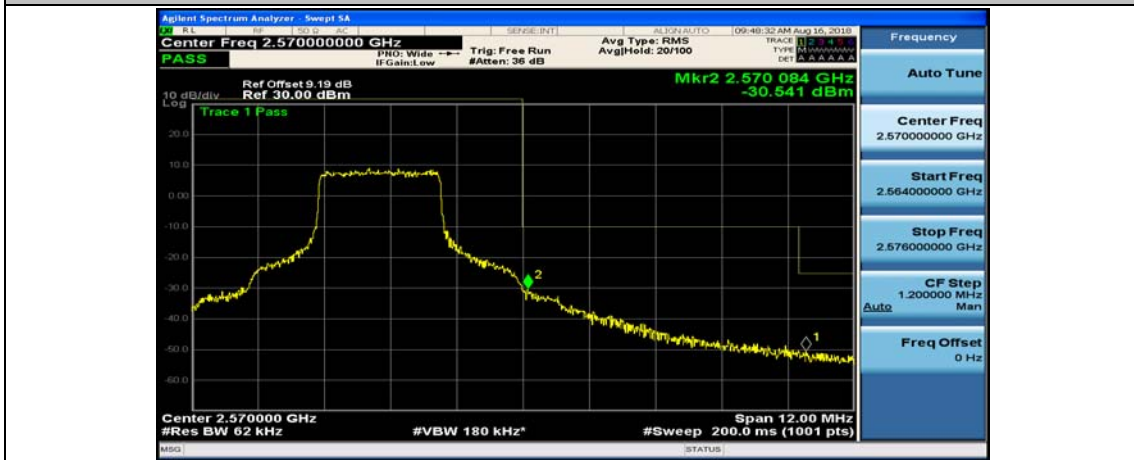 Agilent Spectrum Analyzer - Swept SA
RL RF 50 Ω AC SENSE:INT ALIGN AUTO 09:48:32 AM Aug 16, 2018
Center Freq 2.570000000 GHz
PASS
PNO: Wide
IFGain:Low
Trig: Free Run
#Atten: 36 dB
Avg Type: RMS
Avg|Hold: 20/100
TRACE 1 2 3 4 5 6
TYPE
DET A A A A A A
Ref Offset 9.19 dB
Ref 30.00 dBm
10 dB/div
Log
Mkr2 2.570 084 GHz
-30.541 dBm
Trace 1 Pass
20.0
10.0
0.00
-10.0
-20.0
-30.0
-40.0
-50.0
-60.0
2
1
Center 2.570000 GHz
#Res BW 62 kHz
#VBW 180 kHz*
Span 12.00 MHz
#Sweep 200.0 ms (1001 pts)
MSG
STATUS
Frequency
Auto Tune
Center Freq
2.570000000 GHz
Start Freq
2.564000000 GHz
Stop Freq
2.576000000 GHz
CF Step
1.200000 MHz
Auto Man
Freq Offset
0 Hz